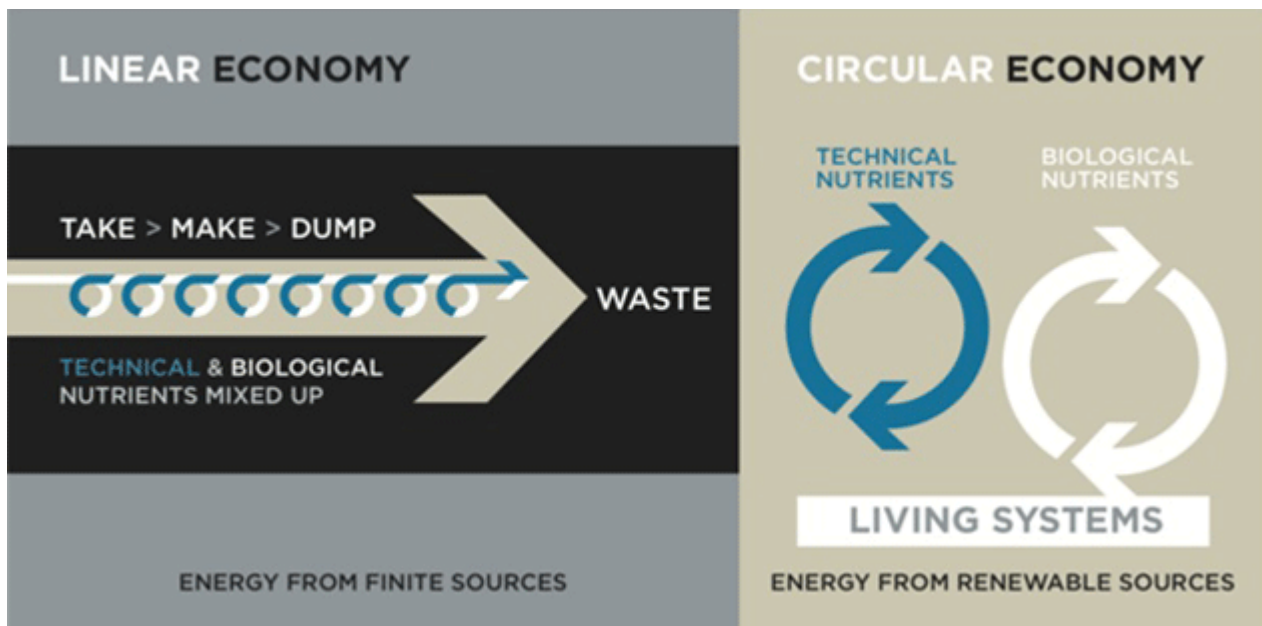 LINEAR ECONOMY
TAKE > MAKE > DUMP
WASTE
TECHNICAL & BIOLOGICAL
NUTRIENTS MIXED UP
ENERGY FROM FINITE SOURCES
CIRCULAR ECONOMY
TECHNICAL
NUTRIENTS
BIOLOGICAL
NUTRIENTS
LIVING SYSTEMS
ENERGY FROM RENEWABLE SOURCES